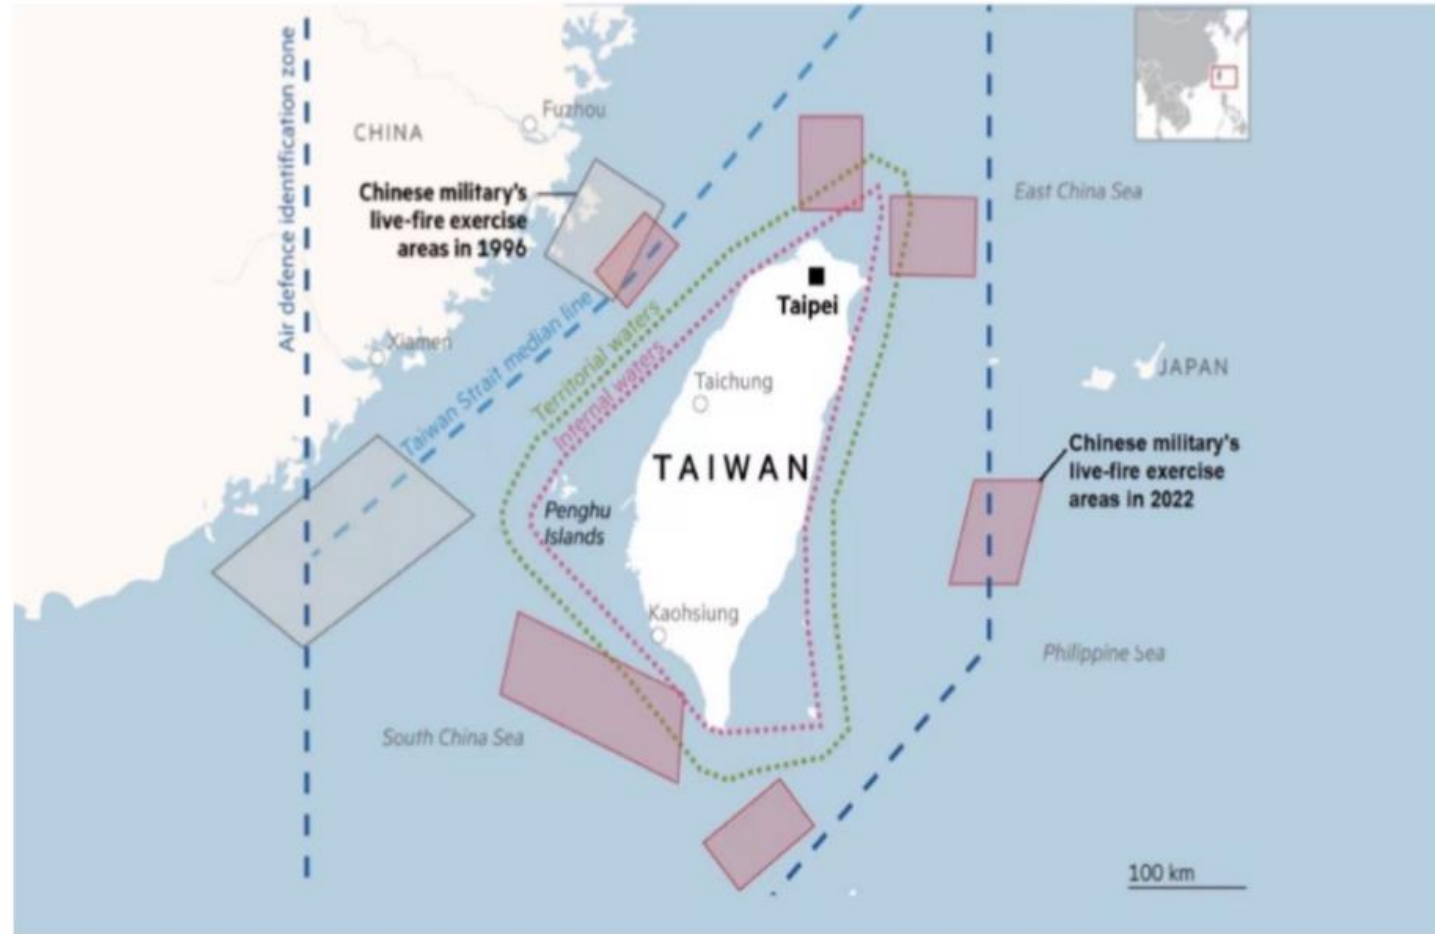 Air defence identification zone
Fuzhou
CHINA
Chinese military's
live-fire exercise
areas in 1996
East China Sea
Taipei
Xiamen
Taiwan Strait median line
Territorial waters
Internal waters
JAPAN
Taichung
Chinese military's
live-fire exercise
areas in 2022
TAIWAN
Penghu
Islands
Kaohsiung
Philippine Sea
South China Sea
100 km